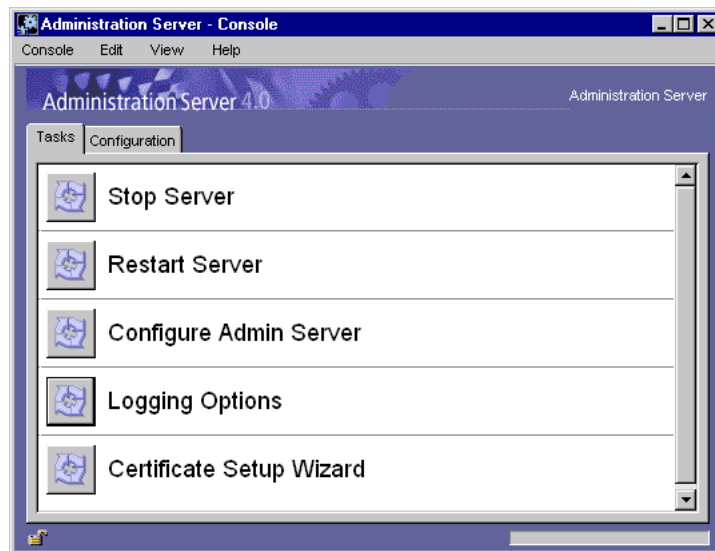 Administration Server - Console
Console Edit View Help
Administration Server 4.0
Administration Server
Tasks Configuration
Stop Server
Restart Server
Configure Admin Server
Logging Options
Certificate Setup Wizard